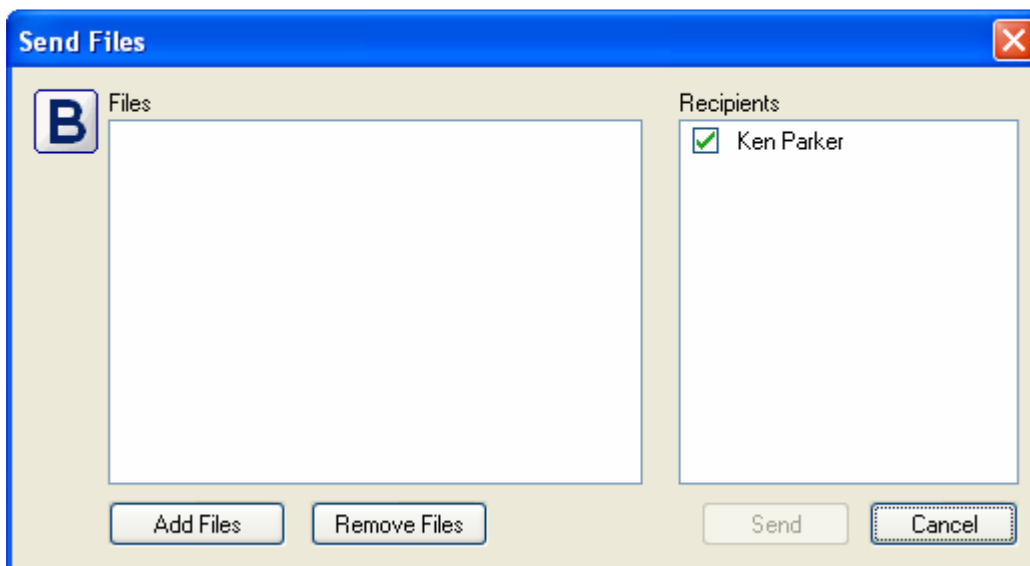 Send Files
B
Files
Recipients
Ken Parker
Add Files
Remove Files
Send
Cancel